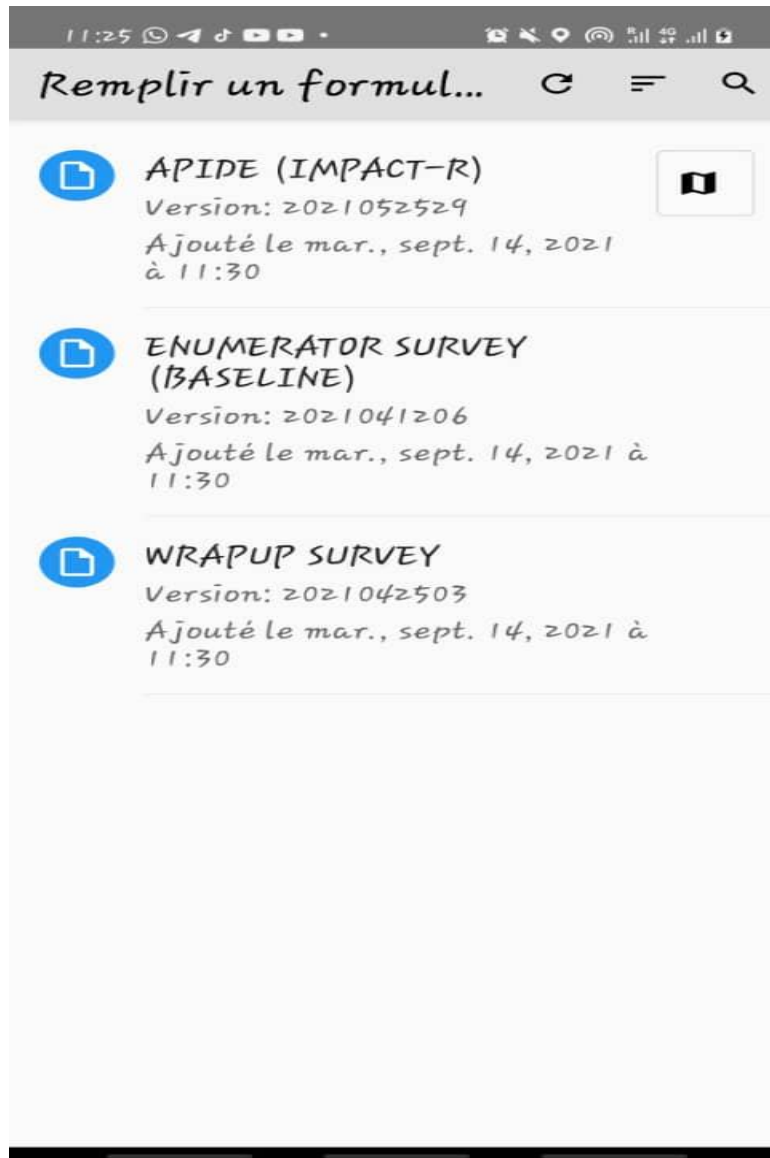 11:25
Remplir un formul...
APIDE (IMPACT-R)
Version: 2021052529
Ajouté le mar., sept. 14, 2021
à 11:30
ENUMERATOR SURVEY
(BASELINE)
Version: 2021041206
Ajouté le mar., sept. 14, 2021 à
11:30
WRAPUP SURVEY
Version: 2021042503
Ajouté le mar., sept. 14, 2021 à
11:30